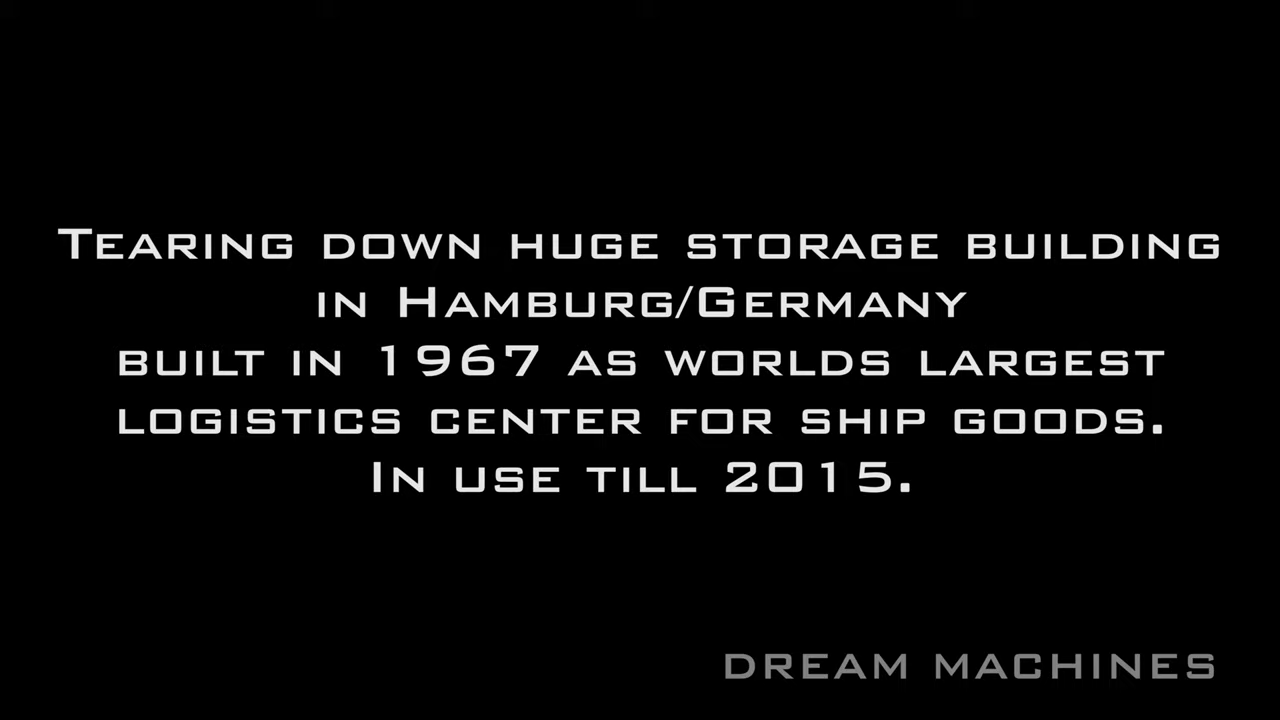 Tearing down huge storage building
in Hamburg/Germany
built in 1967 as worlds largest
logistics center for ship goods.
In use till 2015.
DREAM MACHINES